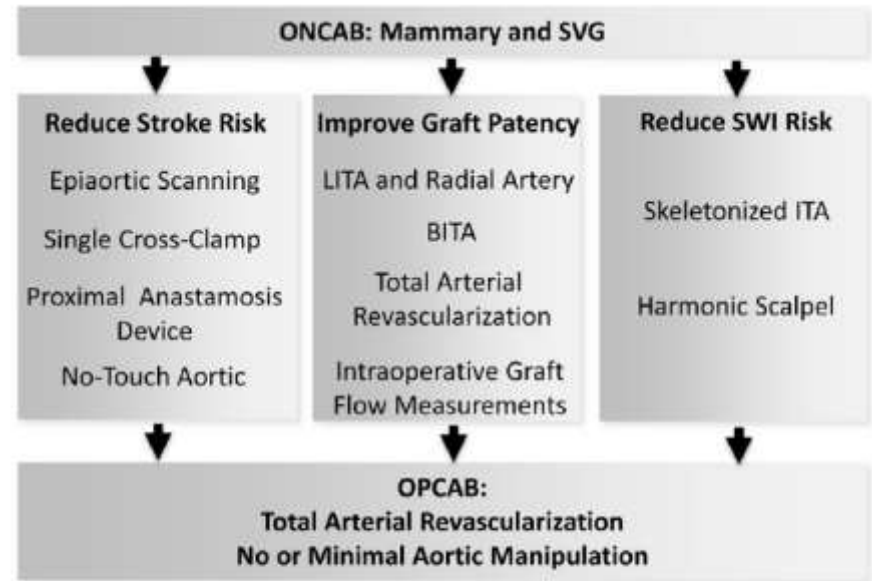 ONCAB: Mammary and SVG
Reduce Stroke Risk
Epiaortic Scanning
Single Cross-Clamp
Proximal Anastamosis
Device
No-Touch Aortic
Improve Graft Patency
LITA and Radial Artery
BITA
Total Arterial
Revascularization
Intraoperative Graft
Flow Measurements
Reduce SWI Risk
Skeletonized ITA
Harmonic Scalpel
OPCAB:
Total Arterial Revascularization
No or Minimal Aortic Manipulation